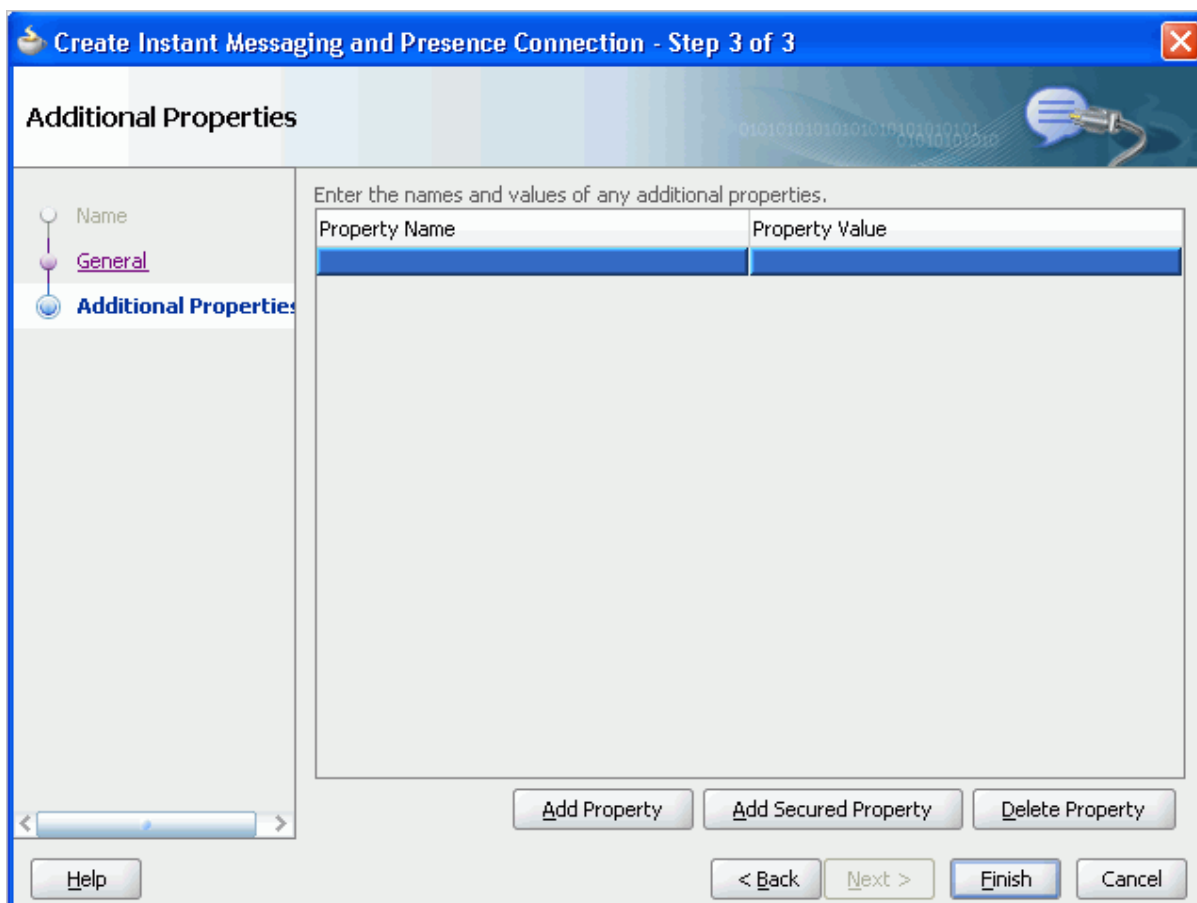 Create Instant Messaging and Presence Connection - Step 3 of 3
Additional Properties
Name
General
Additional Properties
Enter the names and values of any additional properties.
Property Name Property Value
Add Property Add Secured Property Delete Property
Help < Back Next > Finish Cancel